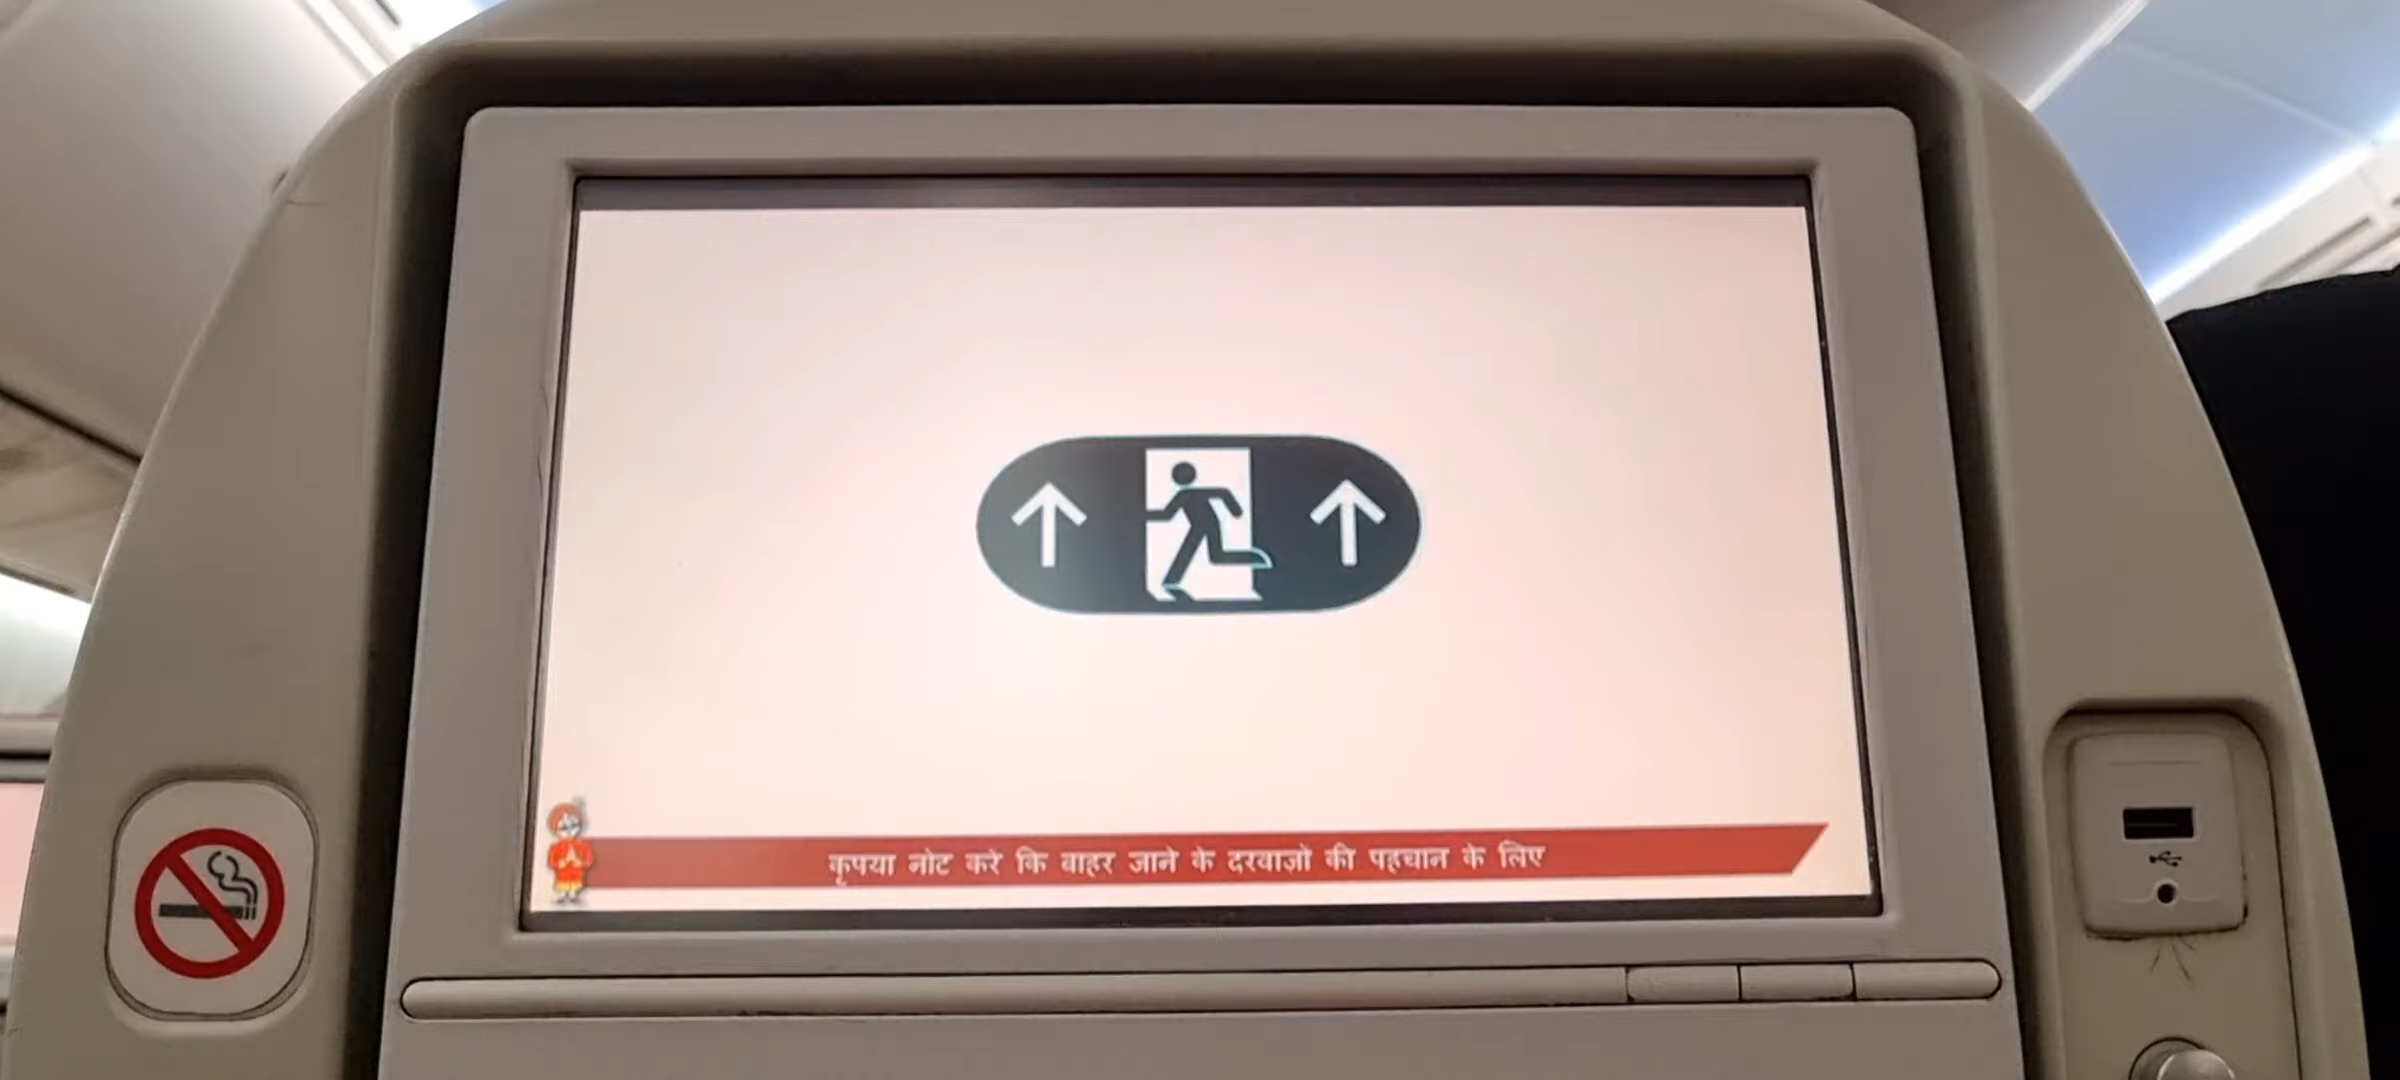 कृपया नोट करें कि बाहर जाने के दरवाज़ों की पहचान के लिए